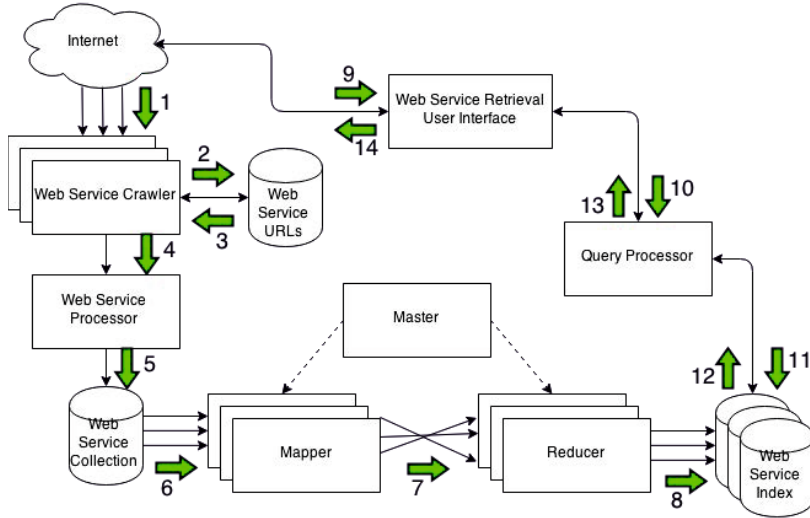 Internet
1
9
Web Service Retrieval
User Interface
14
2
Web Service Crawler
Web
Service
URLs
3
13
10
4
Query Processor
Web Service
Processor
Master
5
12
11
Web
Service
Collection
Mapper
Reducer
Web
Service
Index
6
7
8